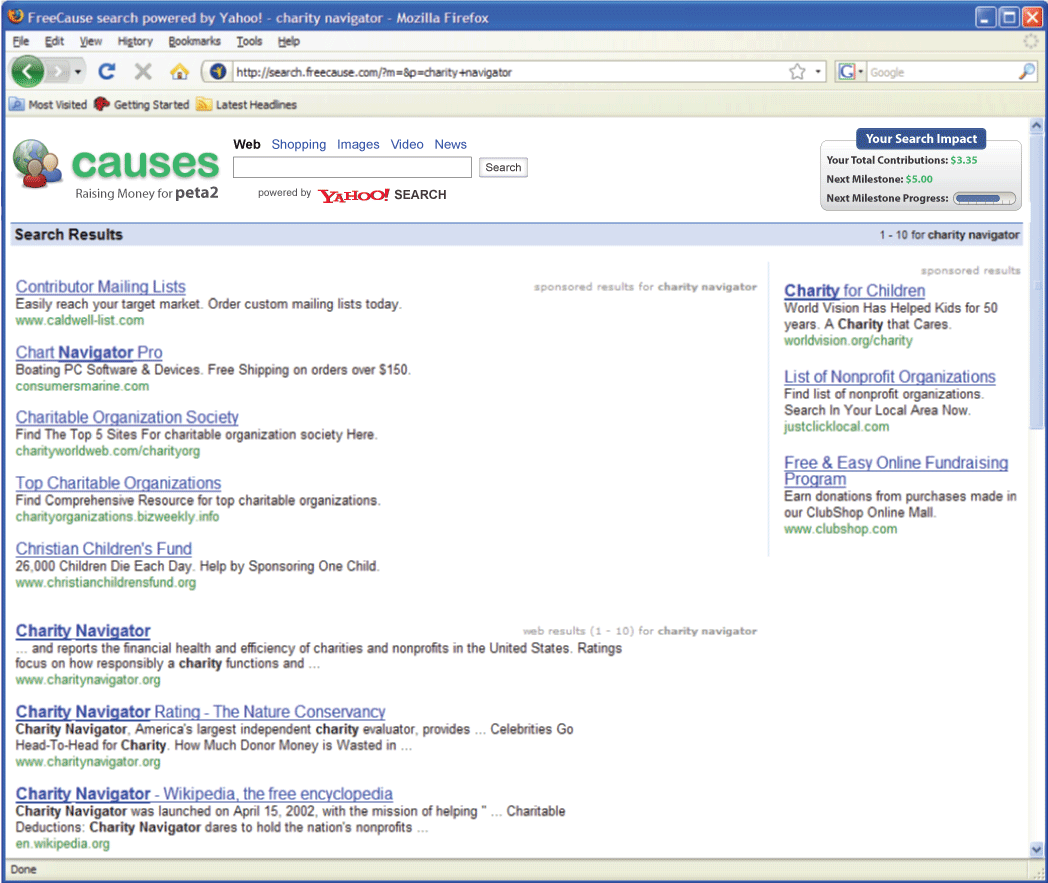 FreeCause search powered by Yahoo! - charity navigator - Mozilla Firefox
File Edit View History Bookmarks Tools Help
http://search.freecause.com/?m=&p=charity+navigator
G Google
Most Visited Getting Started Latest Headlines
causes
Raising Money for peta2
Web Shopping Images Video News
Search
powered by YAHOO! SEARCH
Your Search Impact
Your Total Contributions: $3.35
Next Milestone: $5.00
Next Milestone Progress:
Search Results
1 - 10 for charity navigator
sponsored results for charity navigator
Contributor Mailing Lists
Easily reach your target market. Order custom mailing lists today.
www.caldwell-list.com
Chart Navigator Pro
Boating PC Software & Devices. Free Shipping on orders over $150.
consumersmarine.com
Charitable Organization Society
Find The Top 5 Sites For charitable organization society Here.
charityworldweb.com/charityorg
Top Charitable Organizations
Find Comprehensive Resource for top charitable organizations.
charityorganizations.bizweekly.info
Christian Children's Fund
26,000 Children Die Each Day. Help by Sponsoring One Child.
www.christianchildrensfund.org
sponsored results
Charity for Children
World Vision Has Helped Kids for 50
years. A Charity that Cares.
worldvision.org/charity
List of Nonprofit Organizations
Find list of nonprofit organizations.
Search In Your Local Area Now.
justclicklocal.com
Free & Easy Online Fundraising
Program
Earn donations from purchases made in
our ClubShop Online Mall.
www.clubshop.com
web results (1 - 10) for charity navigator
Charity Navigator
... and reports the financial health and efficiency of charities and nonprofits in the United States. Ratings
focus on how responsibly a charity functions and ...
www.charitynavigator.org
Charity Navigator Rating - The Nature Conservancy
Charity Navigator, America's largest independent charity evaluator, provides ... Celebrities Go
Head-To-Head for Charity. How Much Donor Money is Wasted in ...
www.charitynavigator.org
Charity Navigator - Wikipedia, the free encyclopedia
Charity Navigator was launched on April 15, 2002, with the mission of helping " ... Charitable
Deductions: Charity Navigator dares to hold the nation's nonprofits ...
en.wikipedia.org
Done